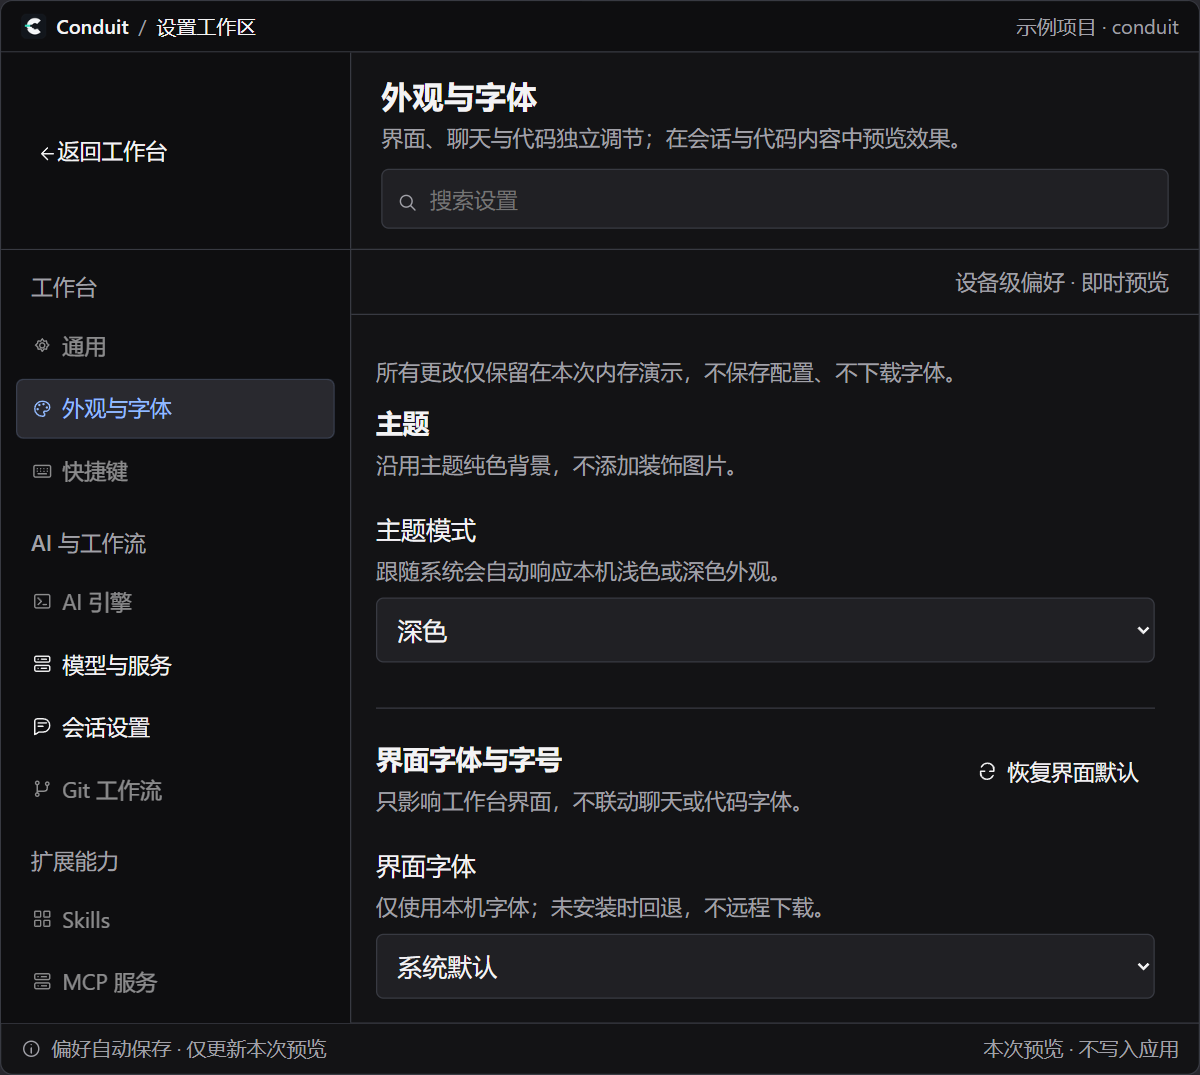 Conduit / 设置工作区
示例项目 · conduit
←返回工作台
外观与字体
界面、聊天与代码独立调节；在会话与代码内容中预览效果。
搜索设置
设备级偏好 · 即时预览
工作台
通用
外观与字体
快捷键
AI 与工作流
AI 引擎
模型与服务
会话设置
Git 工作流
扩展能力
Skills
MCP 服务
所有更改仅保留在本次内存演示，不保存配置、不下载字体。
主题
沿用主题纯色背景，不添加装饰图片。
主题模式
跟随系统会自动响应本机浅色或深色外观。
深色
界面字体与字号
恢复界面默认
只影响工作台界面，不联动聊天或代码字体。
界面字体
仅使用本机字体；未安装时回退，不远程下载。
系统默认
偏好自动保存 · 仅更新本次预览
本次预览 · 不写入应用